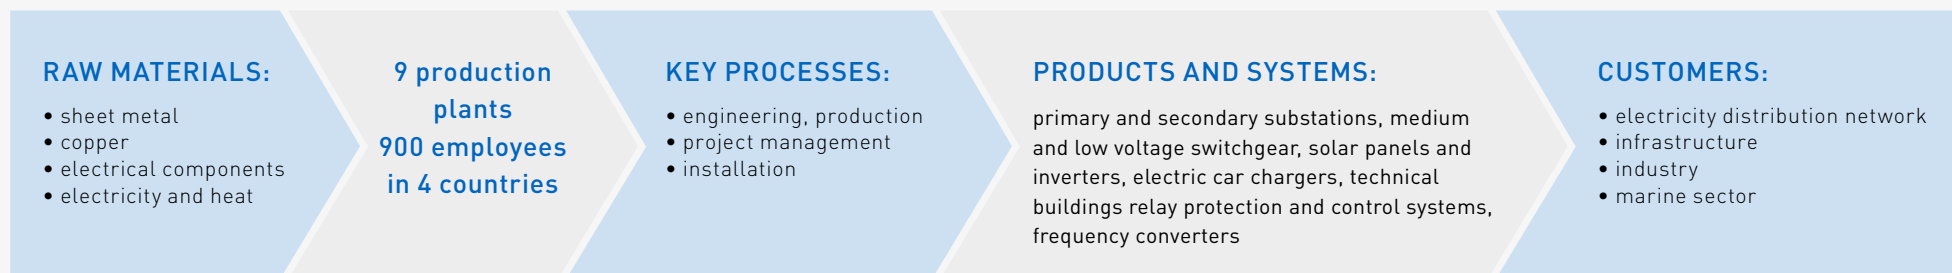 RAW MATERIALS:
• sheet metal
• copper
• electrical components
• electricity and heat
9 production
plants
900 employees
in 4 countries
KEY PROCESSES:
• engineering, production
• project management
• installation
PRODUCTS AND SYSTEMS:
primary and secondary substations, medium
and low voltage switchgear, solar panels and
inverters, electric car chargers, technical
buildings relay protection and control systems,
frequency converters
CUSTOMERS:
• electricity distribution network
• infrastructure
• industry
• marine sector